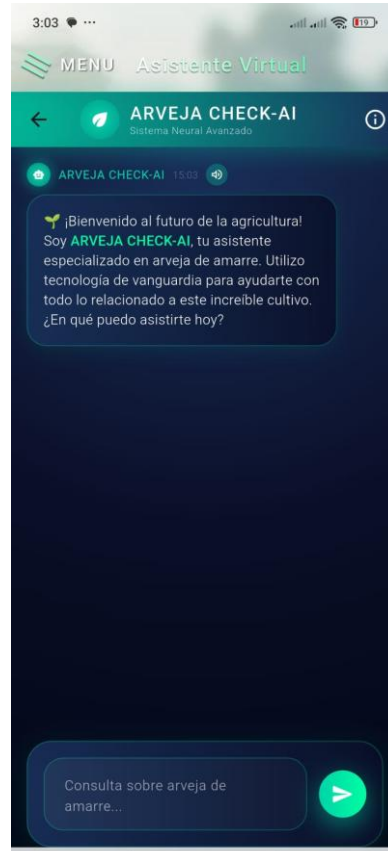 3:03
19
MENU Asistente Virtual
ARVEJA CHECK-AI
Sistema Neural Avanzado
ARVEJA CHECK-AI 15:03
¡Bienvenido al futuro de la agricultura!
Soy ARVEJA CHECK-AI, tu asistente
especializado en arveja de amarre. Utilizo
tecnología de vanguardia para ayudarte con
todo lo relacionado a este increíble cultivo.
¿En qué puedo asistirte hoy?
Consulta sobre arveja de
amarre...